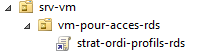 srv-vm
vm-pour-acces-rds
strat-ordi-profils-rds